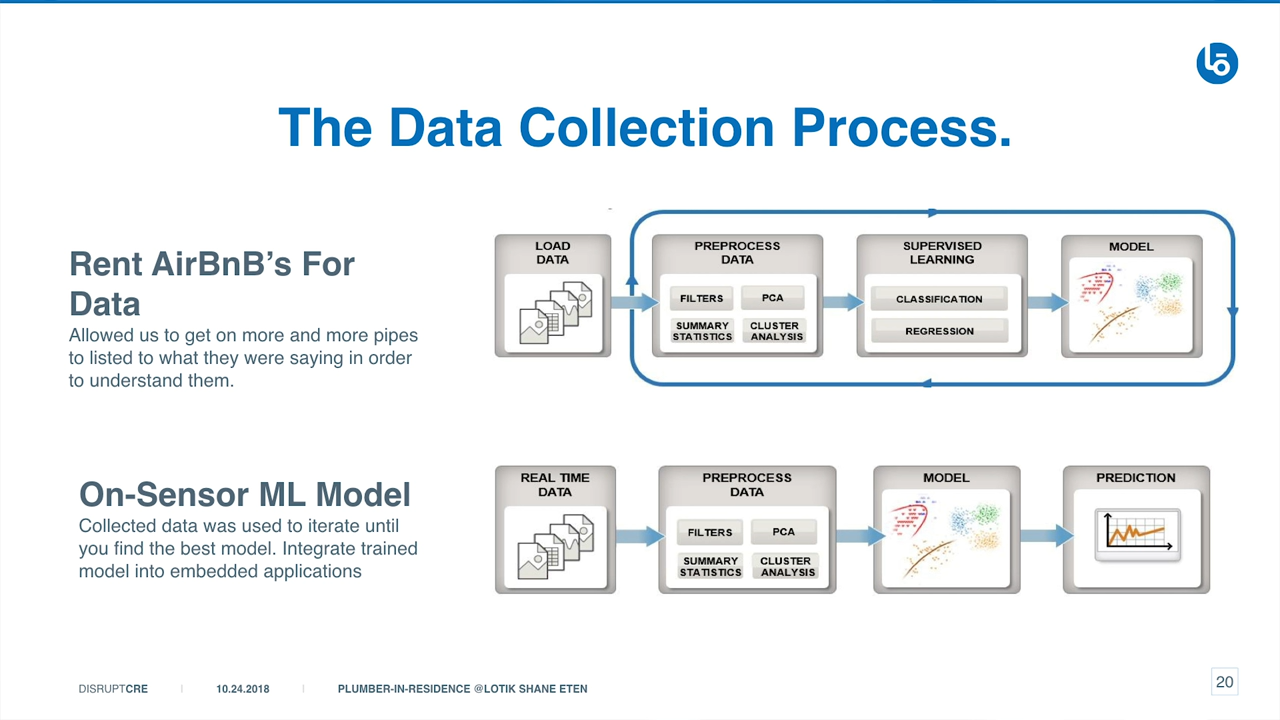 The Data Collection Process.
Rent AirBnB’s For
Data
Allowed us to get on more and more pipes
to listed to what they were saying in order
to understand them.
LOAD
DATA
PREPROCESS
DATA
FILTERS
PCA
SUMMARY
STATISTICS
CLUSTER
ANALYSIS
SUPERVISED
LEARNING
CLASSIFICATION
REGRESSION
MODEL
On-Sensor ML Model
Collected data was used to iterate until
you find the best model. Integrate trained
model into embedded applications
REAL TIME
DATA
PREPROCESS
DATA
FILTERS
PCA
SUMMARY
STATISTICS
CLUSTER
ANALYSIS
MODEL
PREDICTION
DISRUPTCRE | 10.24.2018 | PLUMBER-IN-RESIDENCE @LOTIK SHANE ETEN
20